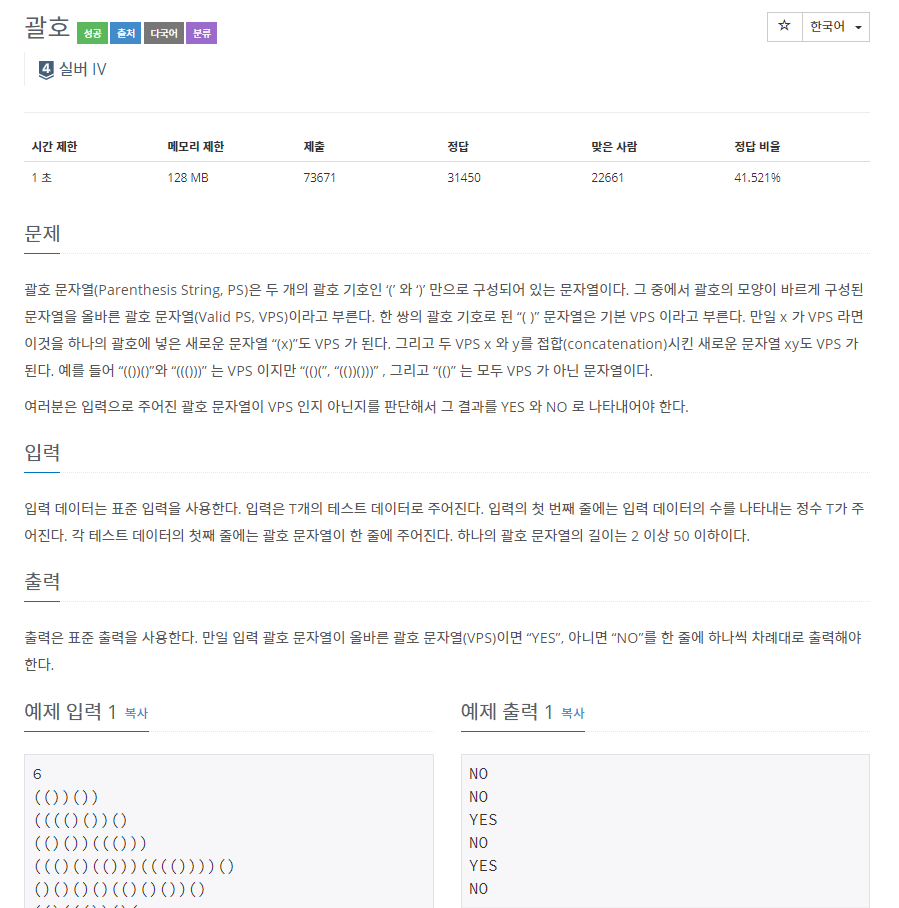 괄호 성공 출처 다국어 분류
☆ 한국어
4 실버 IV
시간 제한 메모리 제한 제출 정답 맞은 사람 정답 비율
1 초 128 MB 73671 31450 22661 41.521%
문제
괄호 문자열(Parenthesis String, PS)은 두 개의 괄호 기호인 ‘(’ 와 ‘)’ 만으로 구성되어 있는 문자열이다. 그 중에서 괄호의 모양이 바르게 구성된
문자열을 올바른 괄호 문자열(Valid PS, VPS)이라고 부른다. 한 쌍의 괄호 기호로 된 “( )” 문자열은 기본 VPS 이라고 부른다. 만일 x 가 VPS 라면
이것을 하나의 괄호에 넣은 새로운 문자열 “(x)”도 VPS 가 된다. 그리고 두 VPS x 와 y를 접합(concatenation)시킨 새로운 문자열 xy도 VPS 가
된다. 예를 들어 “(())()”와 “((()))” 는 VPS 이지만 “(()(”, “(())()))” , 그리고 “(()” 는 모두 VPS 가 아닌 문자열이다.
여러분은 입력으로 주어진 괄호 문자열이 VPS 인지 아닌지를 판단해서 그 결과를 YES 와 NO 로 나타내어야 한다.
입력
입력 데이터는 표준 입력을 사용한다. 입력은 T개의 테스트 데이터로 주어진다. 입력의 첫 번째 줄에는 입력 데이터의 수를 나타내는 정수 T가 주
어진다. 각 테스트 데이터의 첫째 줄에는 괄호 문자열이 한 줄에 주어진다. 하나의 괄호 문자열의 길이는 2 이상 50 이하이다.
출력
출력은 표준 출력을 사용한다. 만일 입력 괄호 문자열이 올바른 괄호 문자열(VPS)이면 “YES”, 아니면 “NO”를 한 줄에 하나씩 차례대로 출력해야
한다.
예제 입력 1 복사
6
(())())
(((()())()
(()())((()))
((()()(()))(((())))()
()()()()(()()())()
예제 출력 1 복사
NO
NO
YES
NO
YES
NO